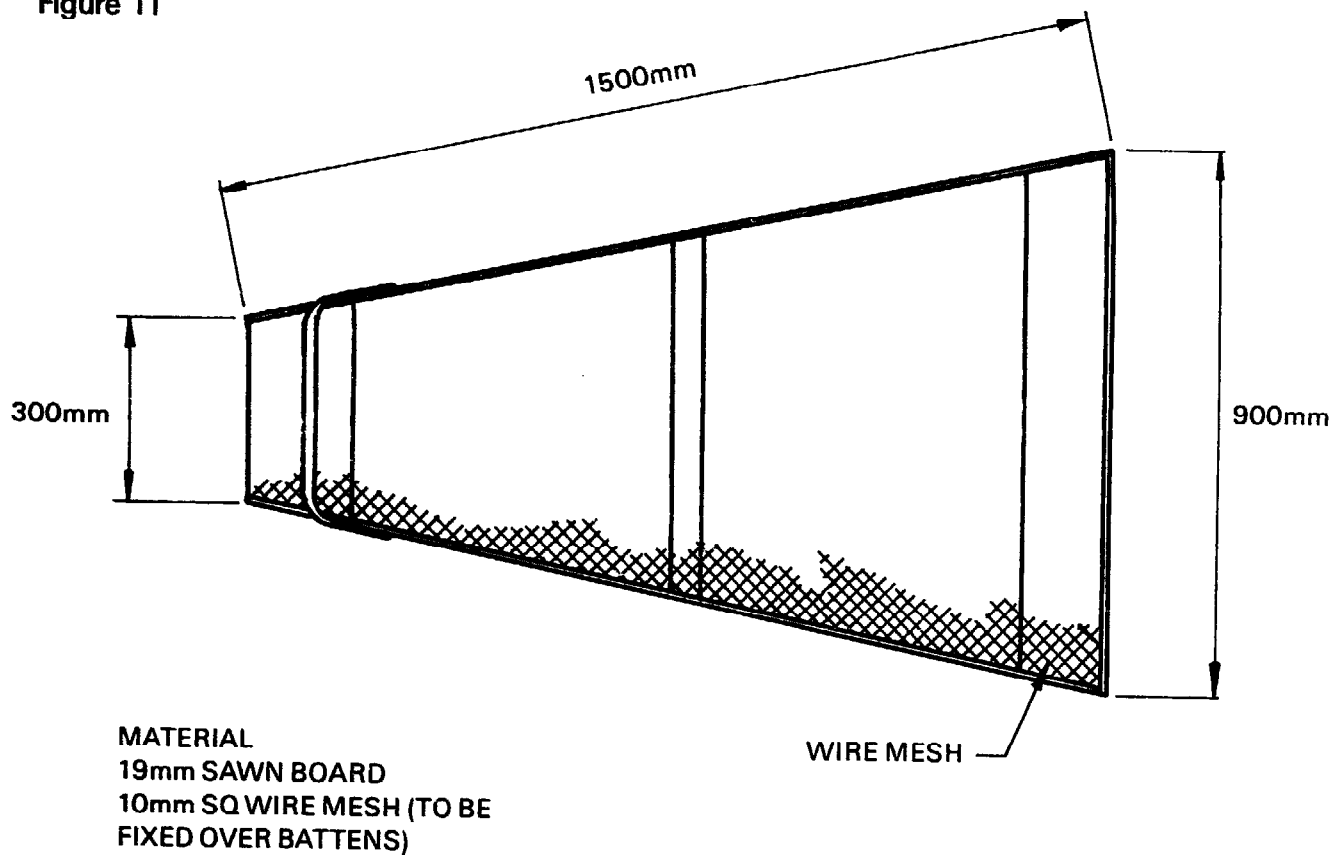 Figure 11
1500mm
300mm
900mm
WIRE MESH
MATERIAL
19mm SAWN BOARD
10mm SQ WIRE MESH (TO BE
FIXED OVER BATTENS)